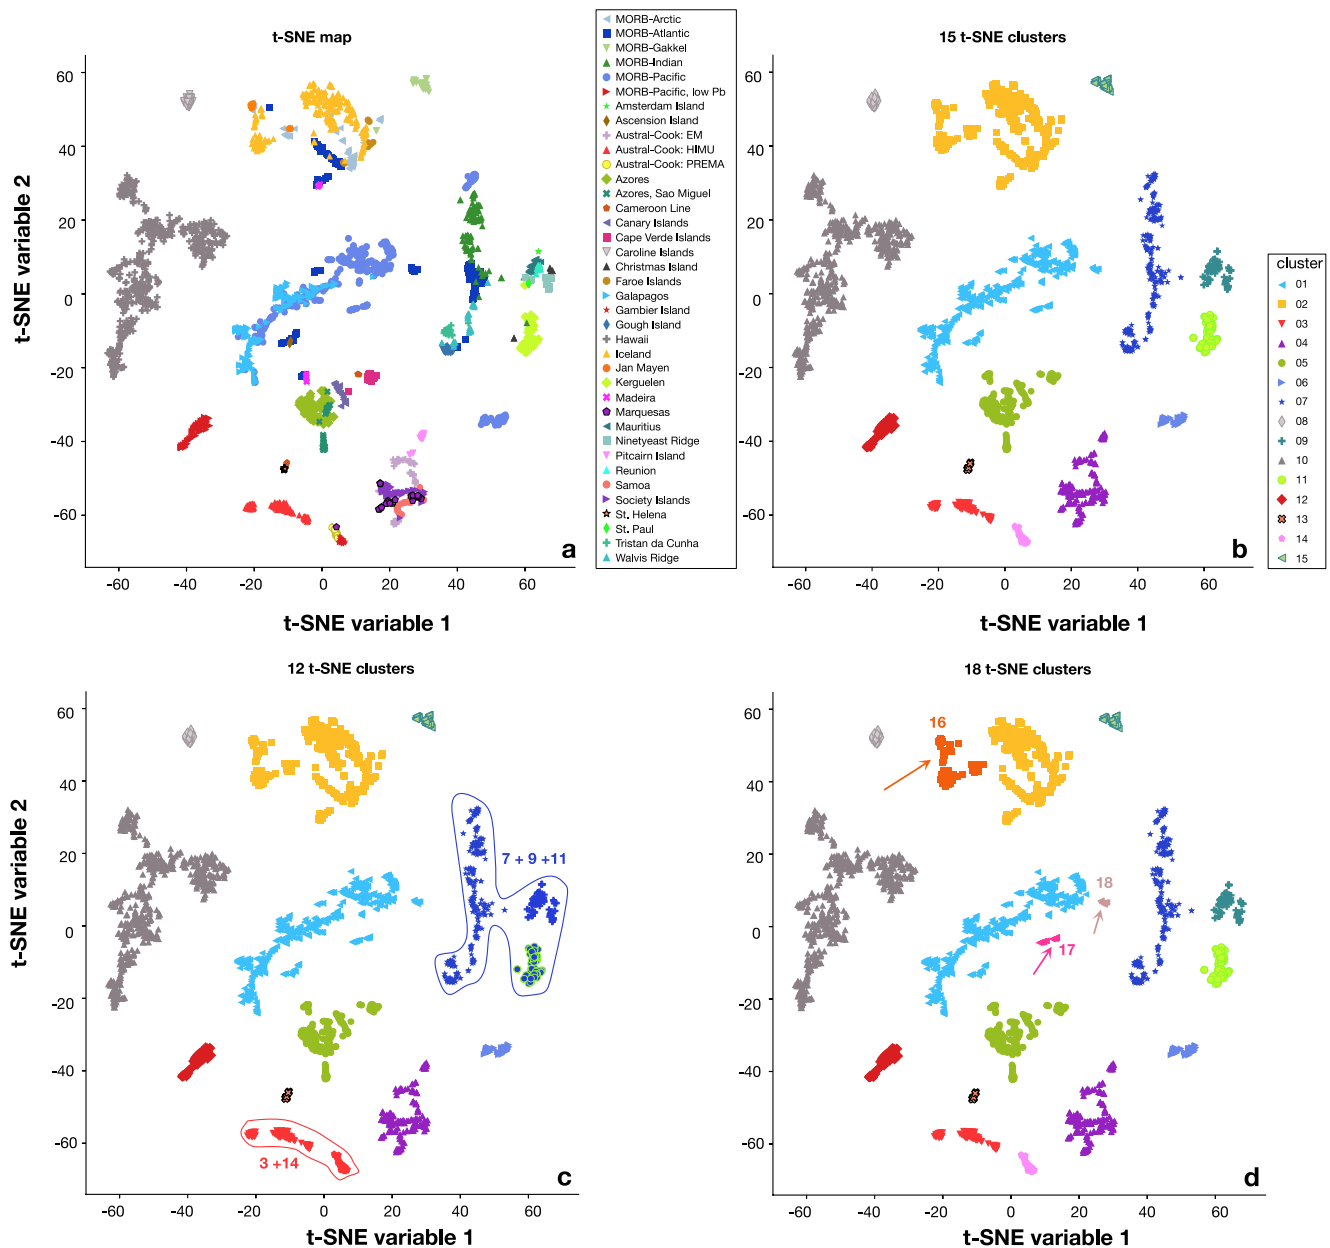 t-SNE map
t-SNE variable 2
60
40
20
0
-20
-40
-60
-60
-40
-20
0
20
40
60
t-SNE variable 1
a
MORB-Arctic
MORB-Atlantic
MORB-Gakkel
MORB-Indian
MORB-Pacific
MORB-Pacific, low Pb
Amsterdam Island
Ascension Island
Austral-Cook: EM
Austral-Cook: HIMU
Austral-Cook: PREMA
Azores
Azores, Sao Miguel
Cameroon Line
Canary Islands
Cape Verde Islands
Caroline Islands
Christmas Island
Faroe Islands
Galapagos
Gambier Island
Gough Island
Hawaii
Iceland
Jan Mayen
Kerguelen
Madeira
Marquesas
Mauritius
Ninetyeast Ridge
Pitcairn Island
Reunion
Samoa
Society Islands
St. Helena
St. Paul
Tristan da Cunha
Walvis Ridge
15 t-SNE clusters
60
40
20
0
-20
-40
-60
-60
-40
-20
0
20
40
60
t-SNE variable 1
b
cluster
01
02
03
04
05
06
07
08
09
10
11
12
13
14
15
12 t-SNE clusters
t-SNE variable 2
60
40
20
0
-20
-40
-60
7 + 9 +11
3 +14
-60
-40
-20
0
20
40
60
t-SNE variable 1
c
18 t-SNE clusters
60
40
20
0
-20
-40
-60
16
18
17
-60
-40
-20
0
20
40
60
t-SNE variable 1
d